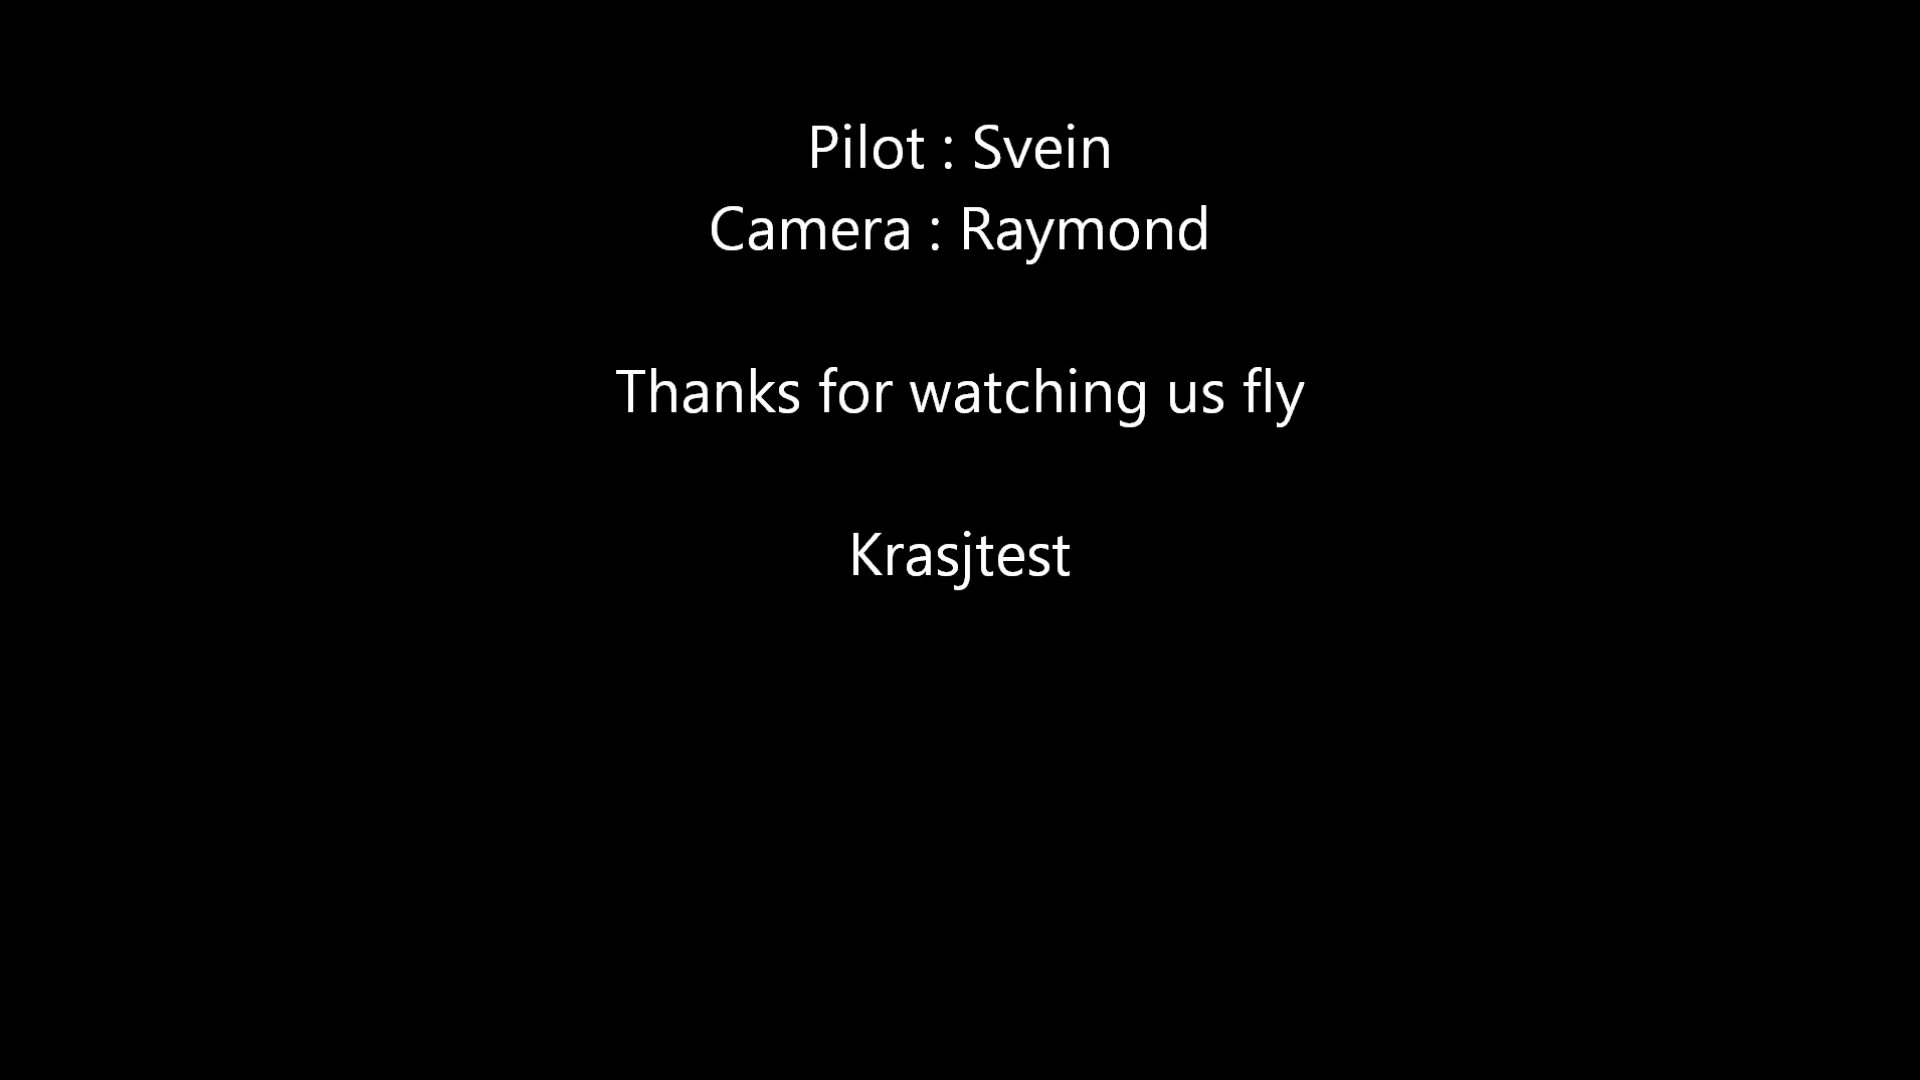 Pilot : Svein
Camera : Raymond
Thanks for watching us fly
Krasjtest